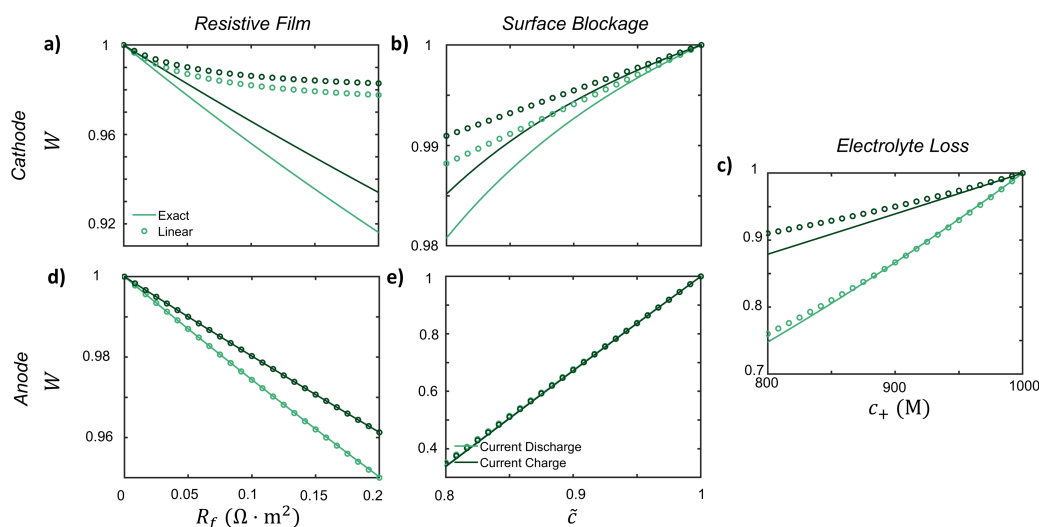 Resistive Film
Surface Blockage
Electrolyte Loss
Cathode
Anode
a)
W
1
0.96
0.92
Exact
Linear
b)
1
0.99
0.98
c)
1
0.9
0.8
0.7
800
900
1000
c₊ (M)
d)
W
1
0.98
0.96
0
0.05
0.1
0.15
0.2
R_f (Ω · m²)
e)
1
0.8
0.6
0.4
Current Discharge
Current Charge
0.8
0.9
1
c̃